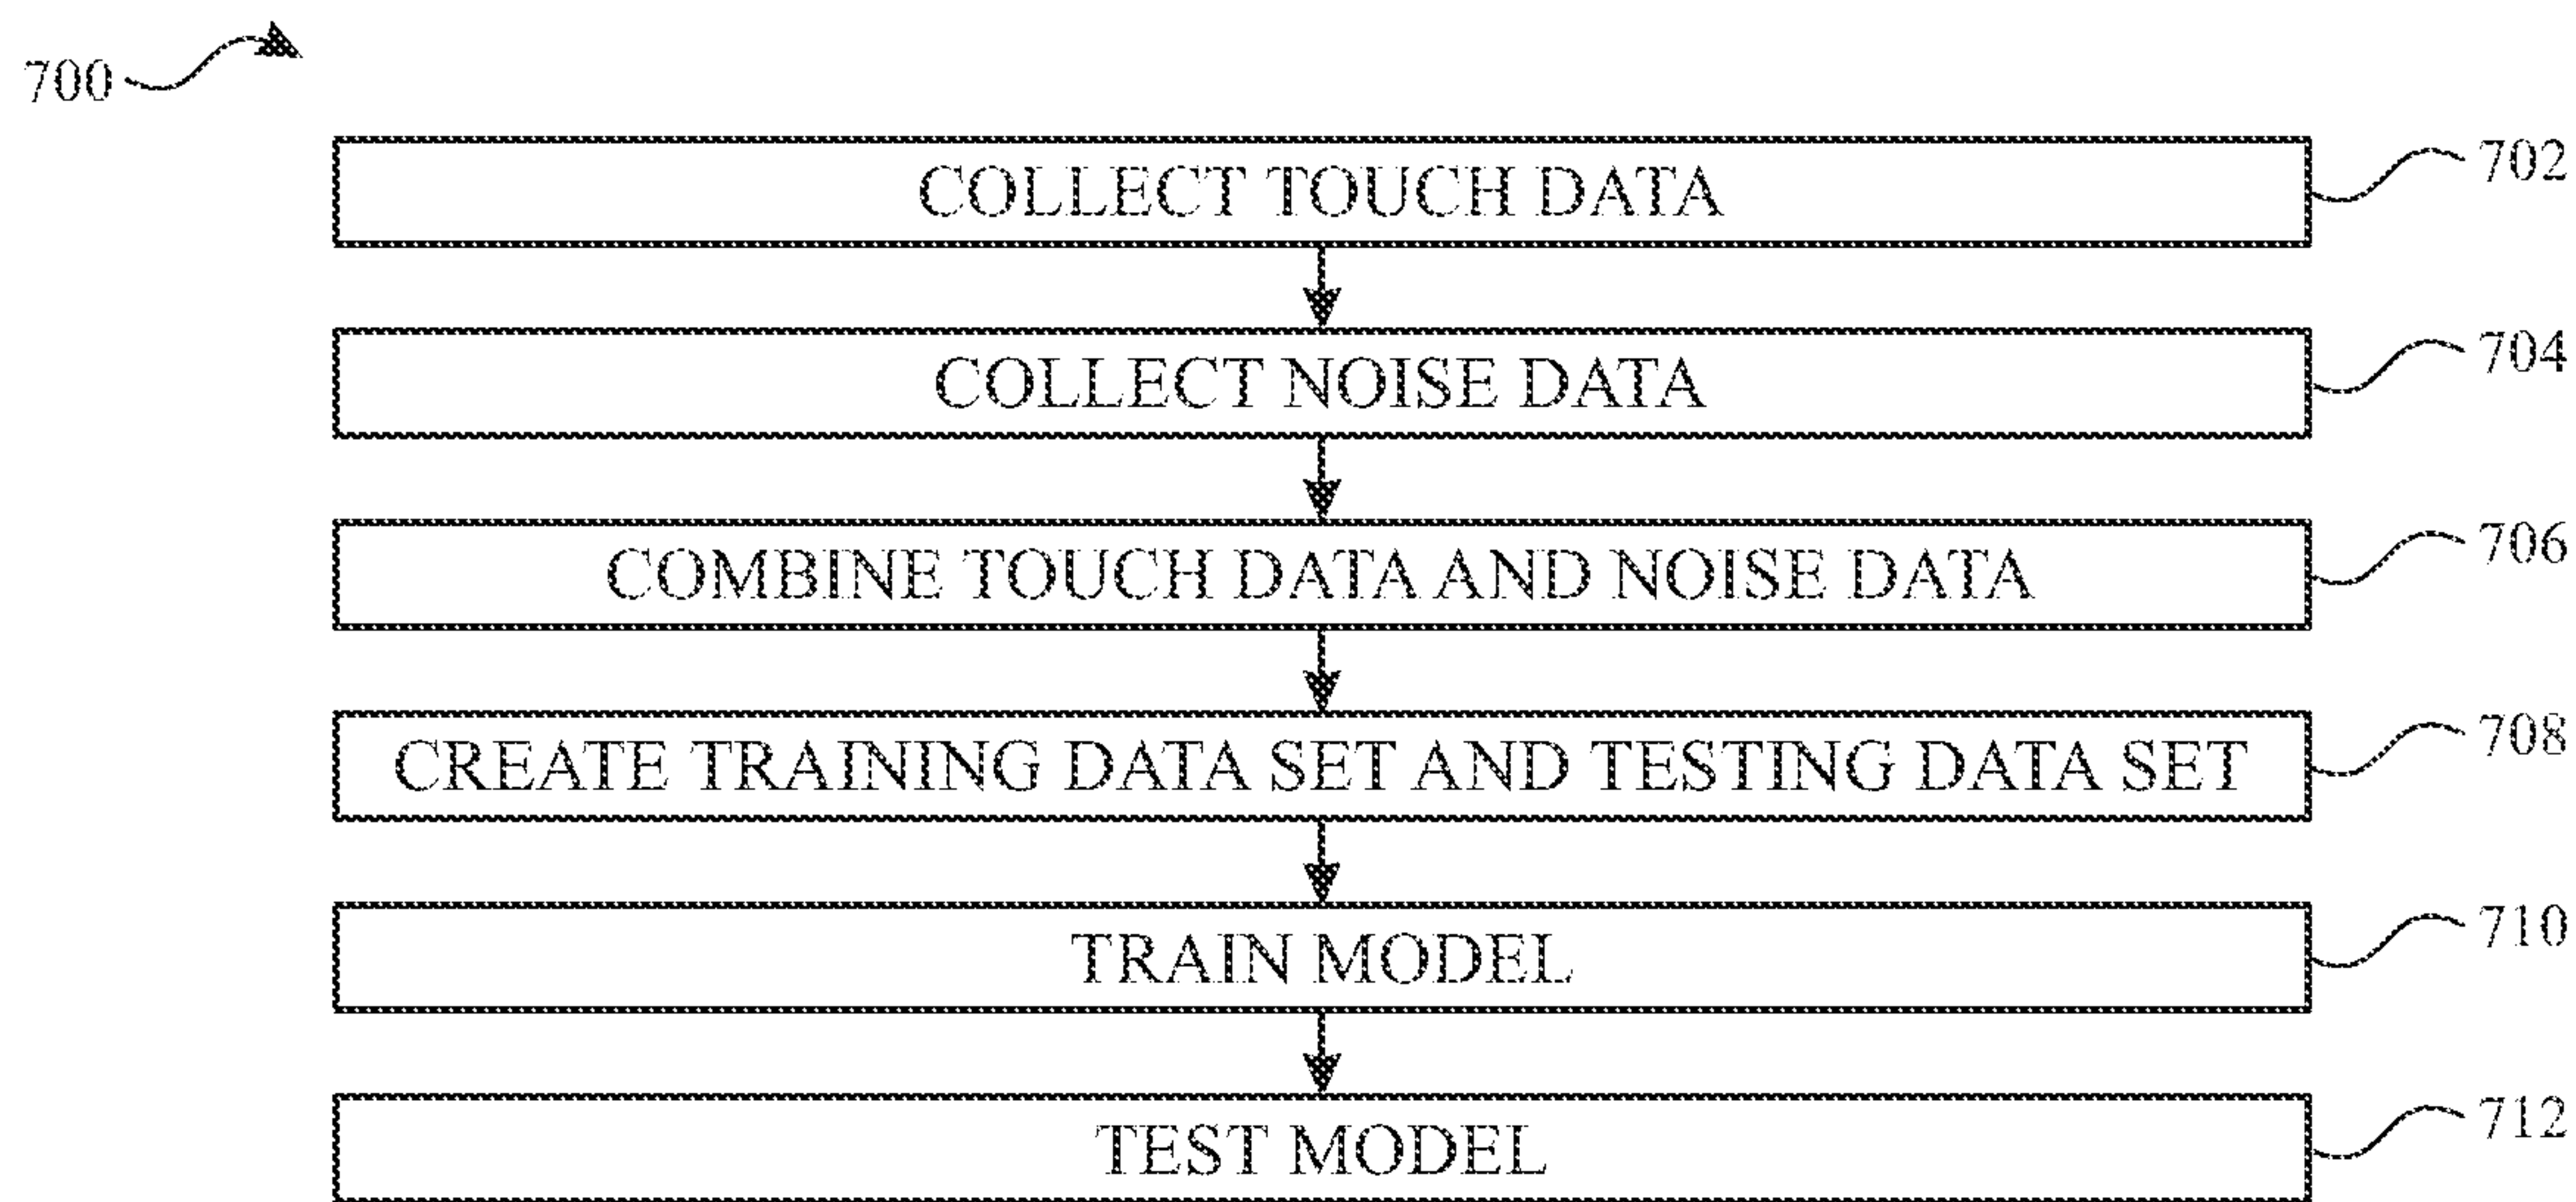 700
COLLECT TOUCH DATA 702
COLLECT NOISE DATA 704
COMBINE TOUCH DATA AND NOISE DATA 706
CREATE TRAINING DATA SET AND TESTING DATA SET 708
TRAIN MODEL 710
TEST MODEL 712